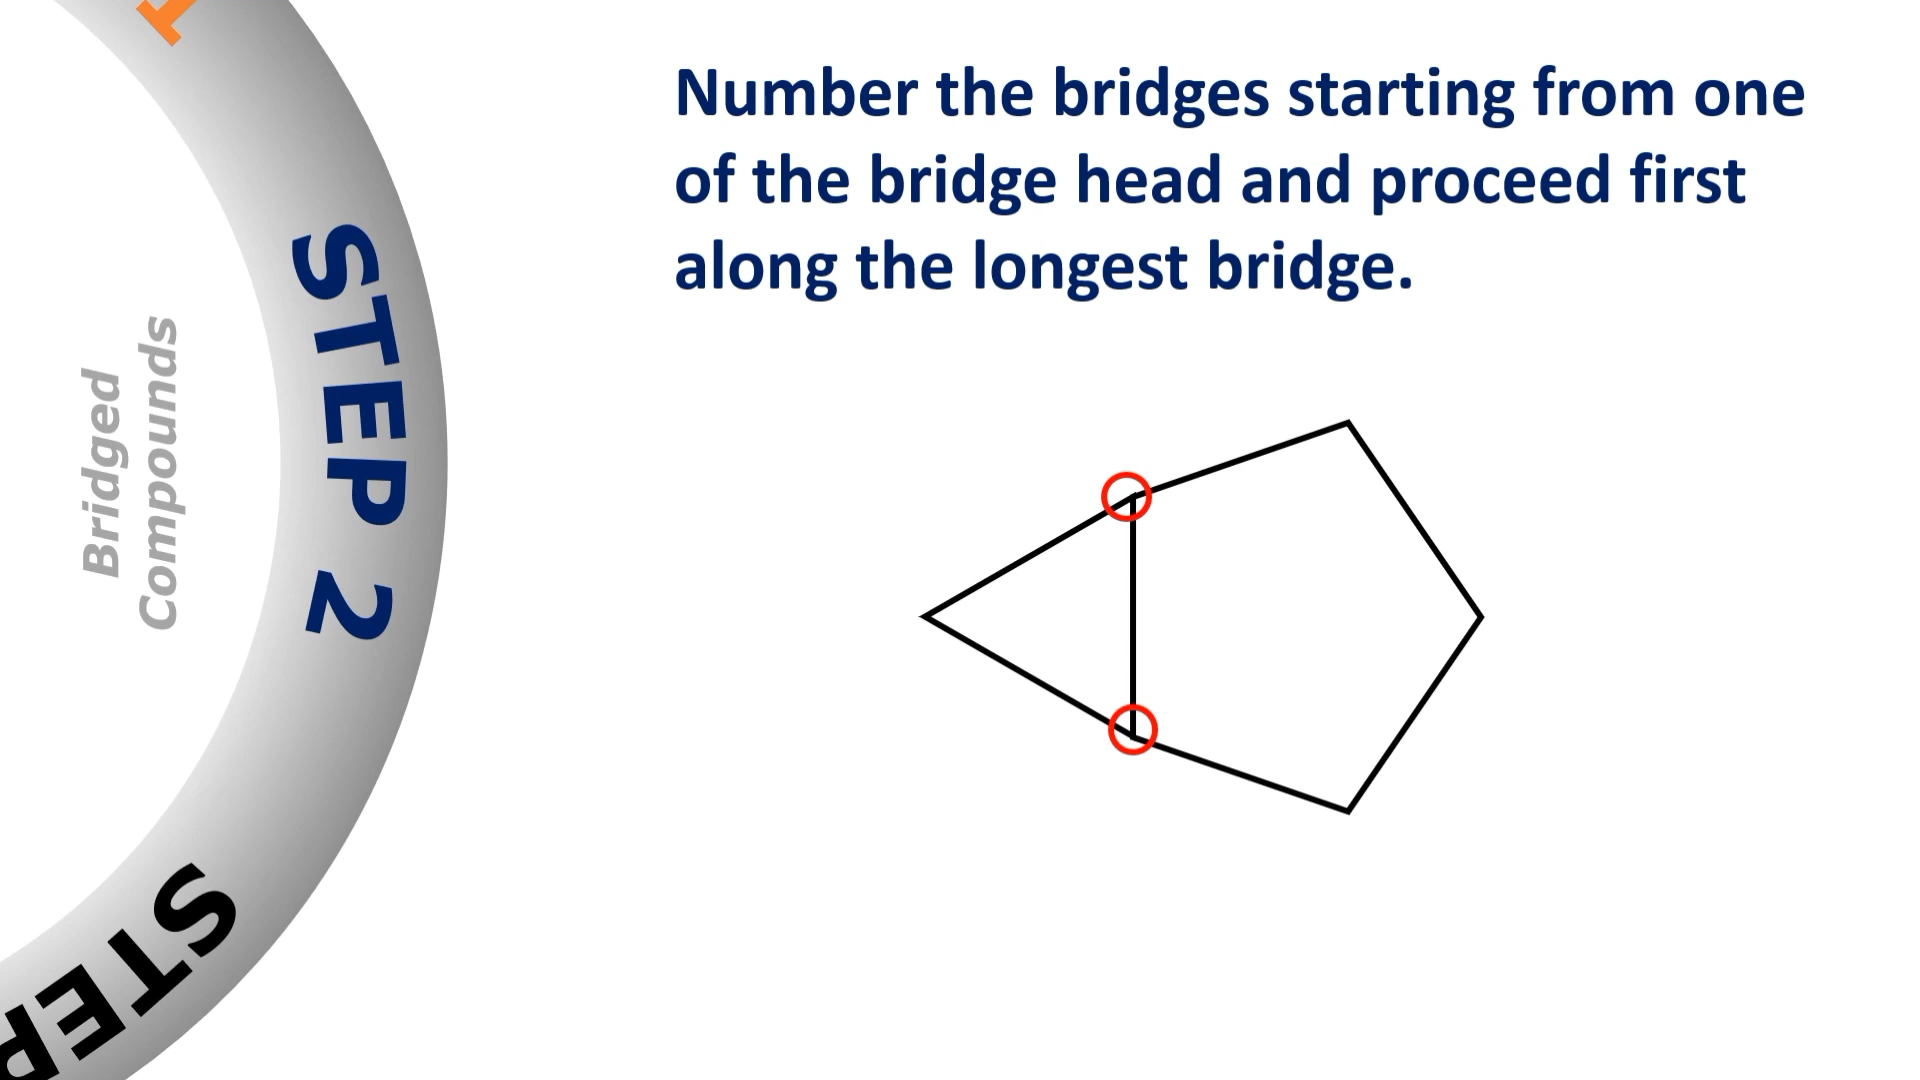 Number the bridges starting from one
of the bridge head and proceed first
along the longest bridge.
STEP 2
Bridged
Compounds
STEP